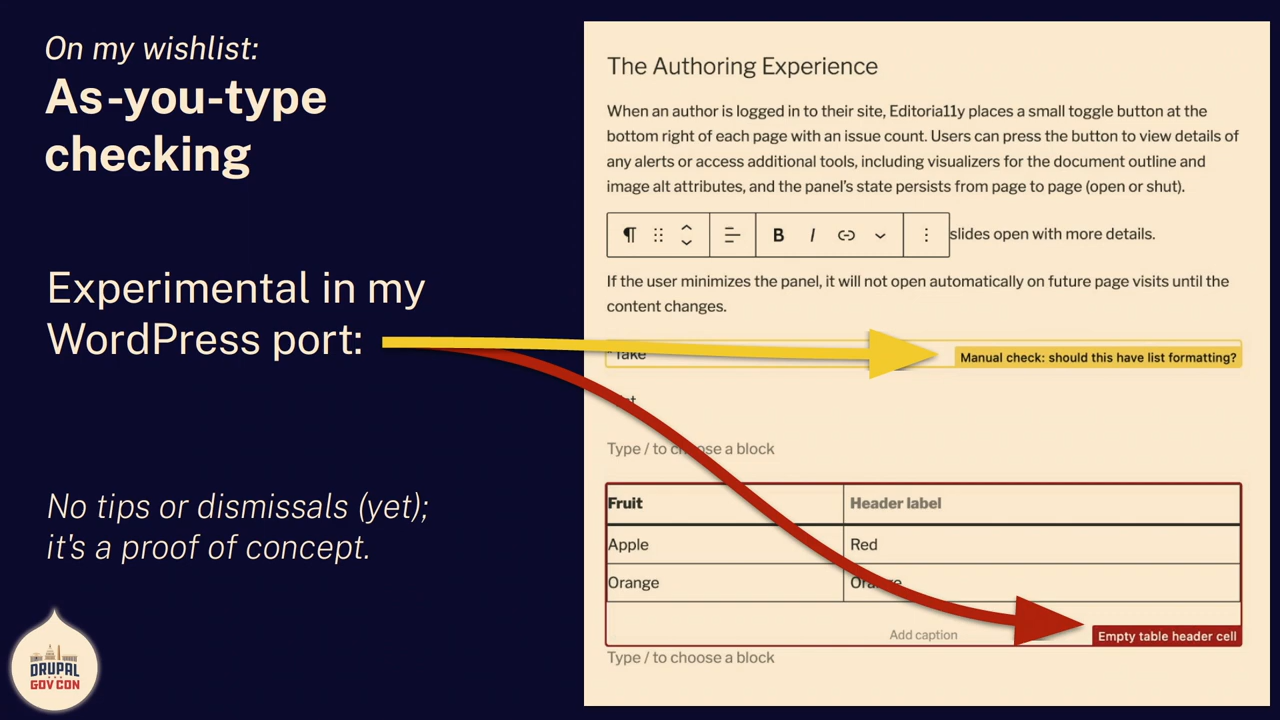 On my wishlist:
As-you-type
checking
Experimental in my
WordPress port:
No tips or dismissals (yet);
it's a proof of concept.
DRUPAL
GOV CON
The Authoring Experience
When an author is logged in to their site, Editoria11y places a small toggle button at the
bottom right of each page with an issue count. Users can press the button to view details of
any alerts or access additional tools, including visualizers for the document outline and
image alt attributes, and the panel's state persists from page to page (open or shut).
B I slides open with more details.
If the user minimizes the panel, it will not open automatically on future page visits until the
content changes.
Manual check: should this have list formatting?
Type / to choose a block
Fruit Header label
Apple Red
Orange Orange
Add caption
Empty table header cell
Type / to choose a block